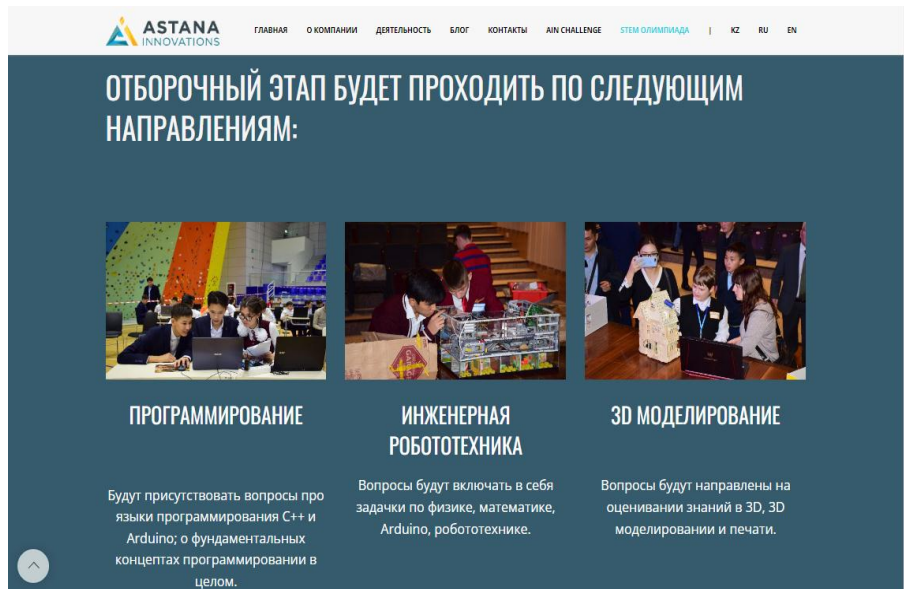 ASTANA
INNOVATIONS
ГЛАВНАЯ О КОМПАНИИ ДЕЯТЕЛЬНОСТЬ БЛОГ КОНТАКТЫ AIN CHALLENGE STEM ОЛИМПИАДА | KZ RU EN
ОТБОРОЧНЫЙ ЭТАП БУДЕТ ПРОХОДИТЬ ПО СЛЕДУЮЩИМ
НАПРАВЛЕНИЯМ:
ПРОГРАММИРОВАНИЕ
Будут присутствовать вопросы про
языки программирования C++ и
Arduino; о фундаментальных
концептах программировании в
целом.
ИНЖЕНЕРНАЯ
РОБОТОТЕХНИКА
Вопросы будут включать в себя
задачки по физике, математике,
Arduino, робототехнике.
3D МОДЕЛИРОВАНИЕ
Вопросы будут направлены на
оценивании знаний в 3D, 3D
моделировании и печати.